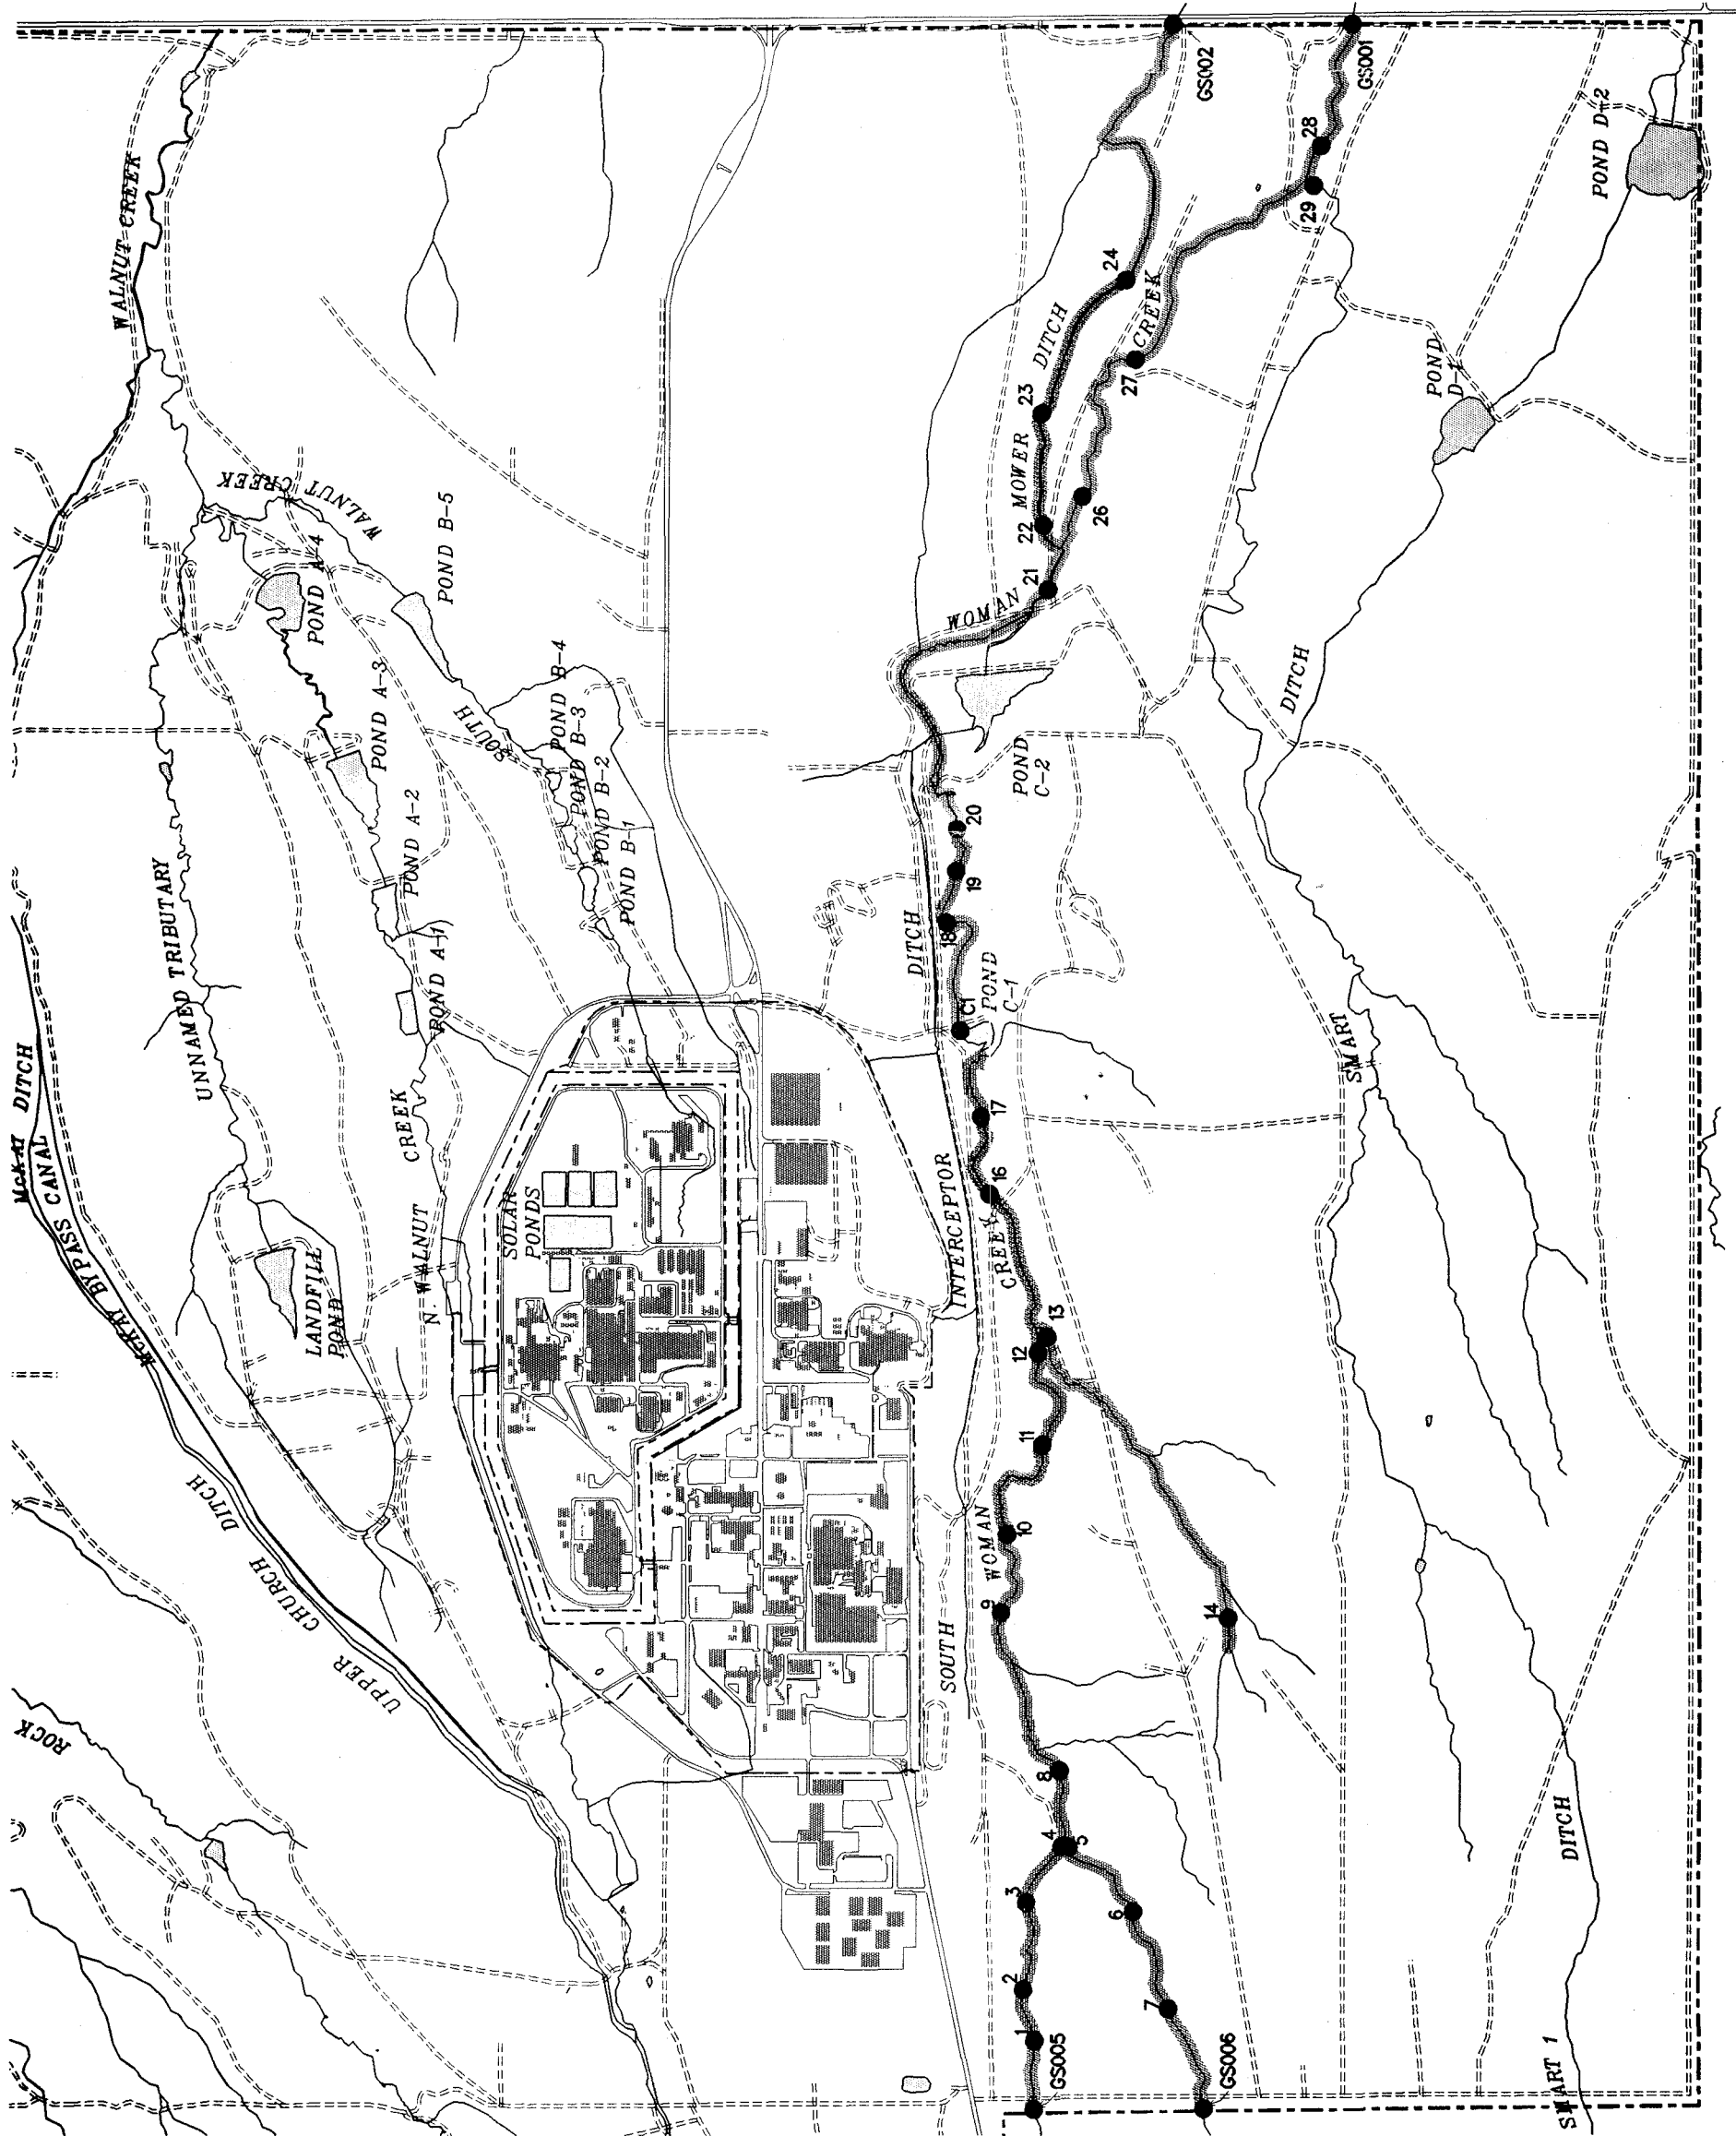 WALNUT CREEK
WALNUT CREEK
POND A-4
POND B-5
POND A-3
SOUTH
POND B-4
POND B-3
POND B-2
POND B-1
POND A-2
POND A-1
UNNAMED TRIBUTARY
McKAY DITCH
McKAY BYPASS CANAL
N. WALNUT
CREEK
LANDFILL
POND
SOLAR
PONDS
UPPER
CHURCH
DITCH
ROCK
GS002
GS001
28
29
POND D-2
24
CREEK
27
DITCH
23
MOWER
22
26
21
WOMAN
POND
D-1
DITCH
POND
C-2
20
19
18
DITCH
C1
POND
C-1
SMART
17
16
INTERCEPTOR
CREEK
13
12
11
WOMAN
10
9
14
SOUTH
8
4
5
3
6
2
7
1
GS005
GS006
DITCH
SMART 1